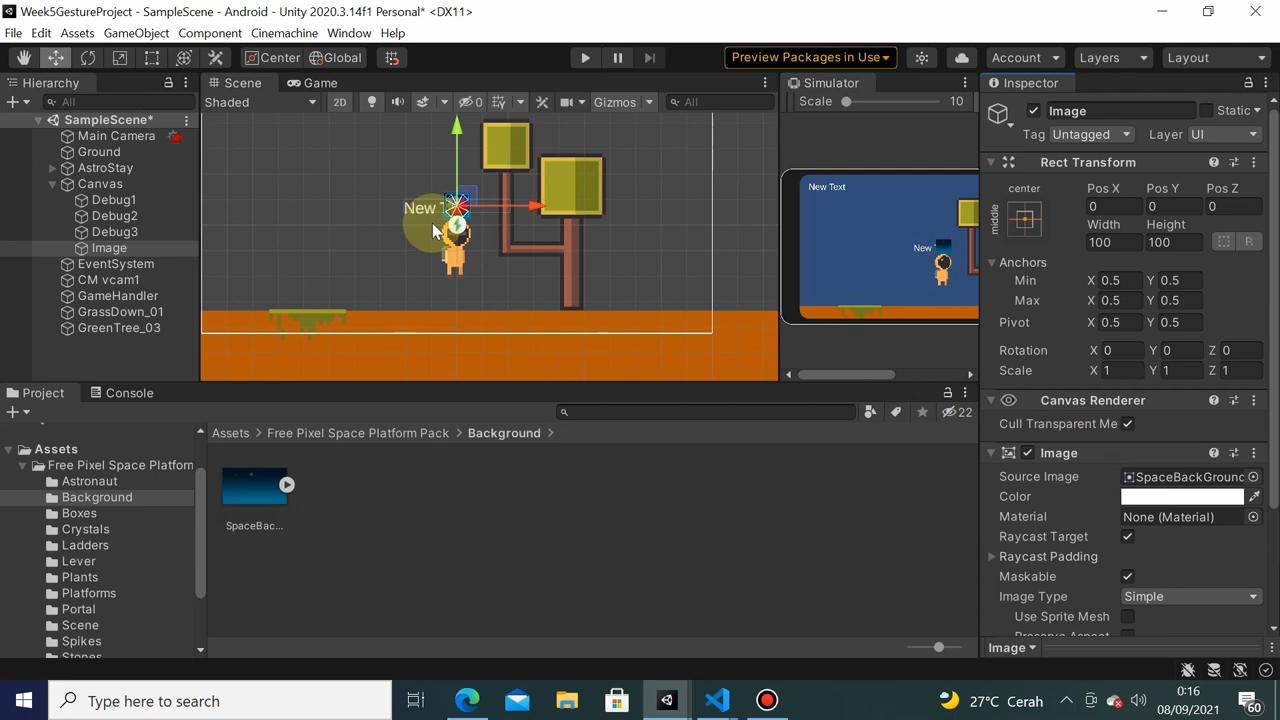 Week5GestureProject - SampleScene - Android - Unity 2020.3.14f1 Personal* <DX11>
File Edit Assets GameObject Component Cinemachine Window Help
Center Global Preview Packages in Use Account Layers Layout
Hierarchy
All
SampleScene*
Main Camera
Ground
AstroStay
Canvas
Debug1
Debug2
Debug3
Image
EventSystem
CM vcam1
GameHandler
GrassDown_01
GreenTree_03
Scene Game
Shaded 2D 0 Gizmos All
New
Simulator
Scale 10
New Text
New
Inspector
Image Static
Tag Untagged Layer UI
Rect Transform
center Pos X Pos Y Pos Z
middle 0 0 0
Width Height
100 100 R
Anchors
Min X 0.5 Y 0.5
Max X 0.5 Y 0.5
Pivot X 0.5 Y 0.5
Rotation X 0 Y 0 Z 0
Scale X 1 Y 1 Z 1
Canvas Renderer
Cull Transparent Me
Image
Source Image SpaceBackGround
Color
Material None (Material)
Raycast Target
Raycast Padding
Maskable
Image Type Simple
Use Sprite Mesh
Preserve Aspect
Image
Project Console
22
Assets
Free Pixel Space Platform
Astronaut
Background
Boxes
Crystals
Ladders
Lever
Plants
Platforms
Portal
Scene
Spikes
Stones
Assets > Free Pixel Space Platform Pack > Background
SpaceBac...
Type here to search
27°C Cerah
0:16
08/09/2021
60